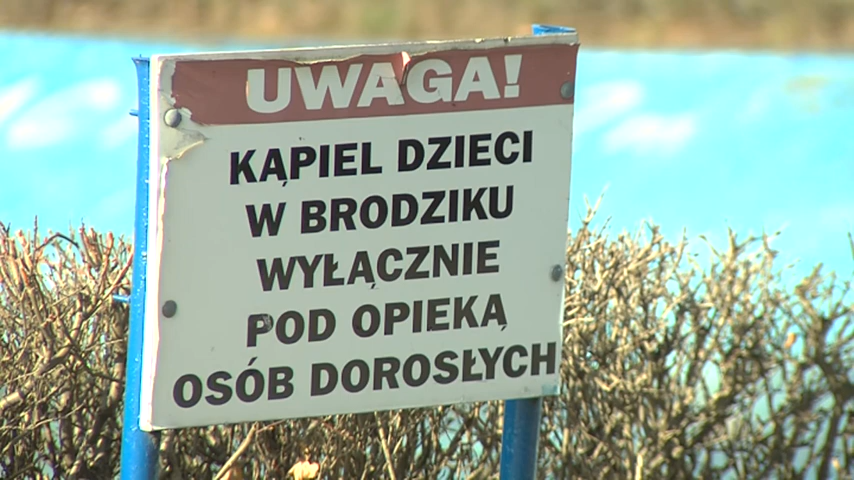 UWAGA!
KĄPIEL DZIECI
W BRODZIKU
WYŁĄCZNIE
POD OPIEKĄ
OSÓB DOROSŁYCH